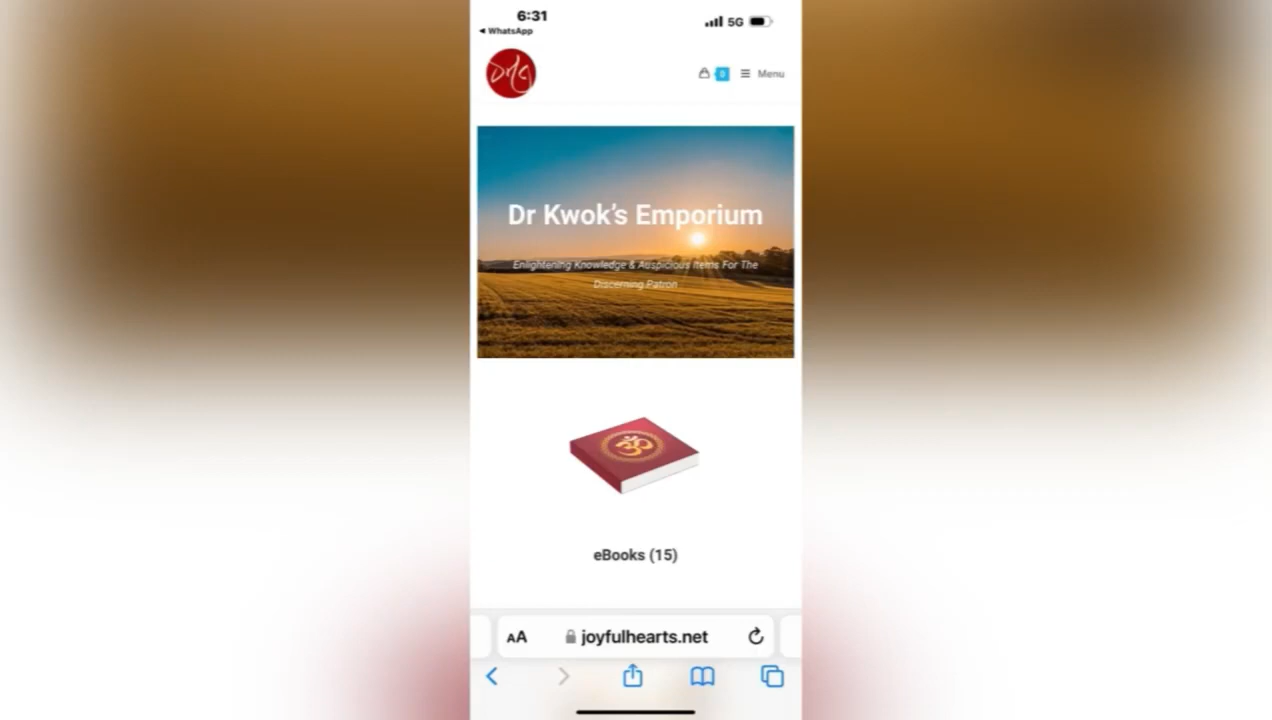 6:31
5G
WhatsApp
0
Menu
Dr Kwok's Emporium
Enlightening Knowledge & Auspicious Items For The
Discerning Patron
ॐ
eBooks (15)
AA
joyfulhearts.net